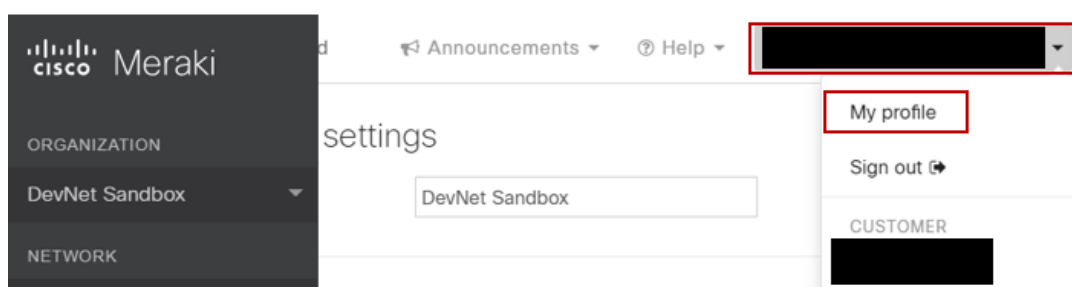 cisco Meraki
d
Announcements
Help
My profile
ORGANIZATION
settings
Sign out
DevNet Sandbox
DevNet Sandbox
CUSTOMER
NETWORK